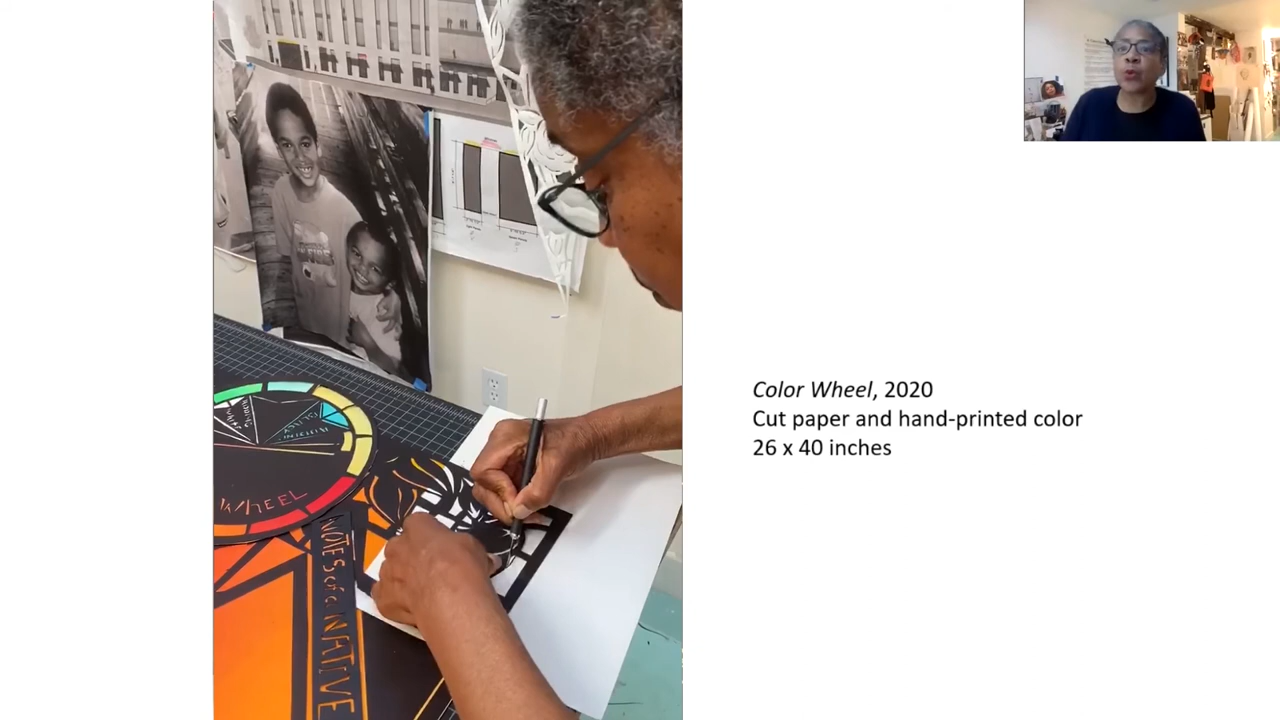 WHEEL
NOTES of a NATIVE
Color Wheel, 2020
Cut paper and hand-printed color
26 x 40 inches